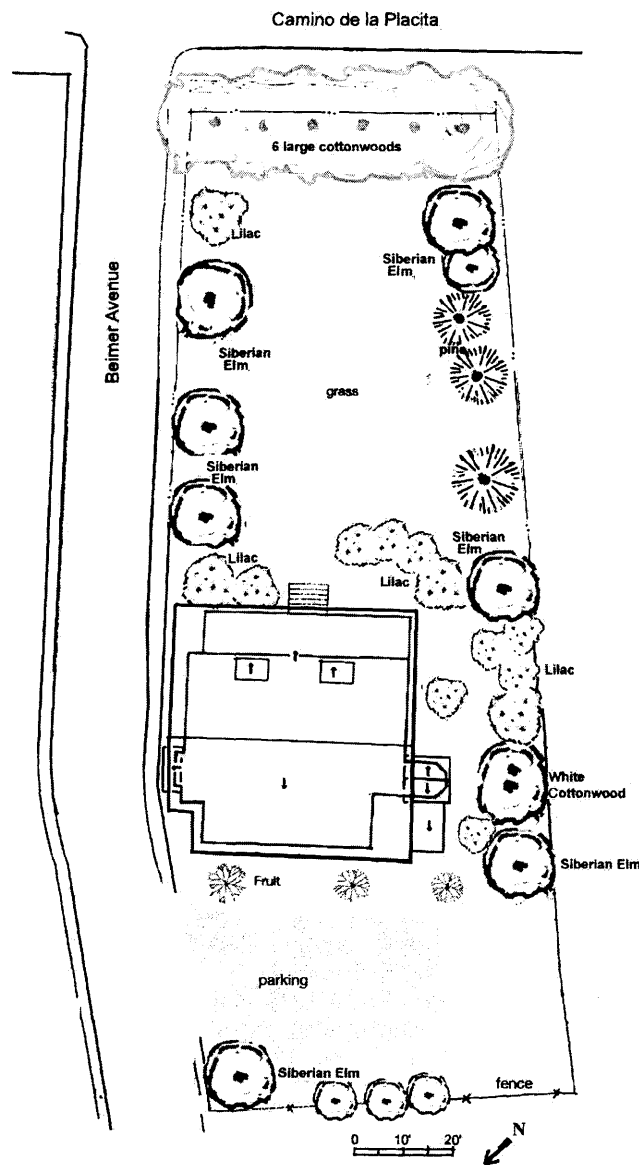 Camino de la Placita
6 large cottonwoods
Beimer Avenue
Lilac
Siberian
Elm
Siberian
Elm
pine
grass
Siberian
Elm
Siberian
Elm
Lilac
Lilac
Lilac
White
Cottonwood
Siberian Elm
Fruit
parking
Siberian Elm
fence
0 10' 20'
N